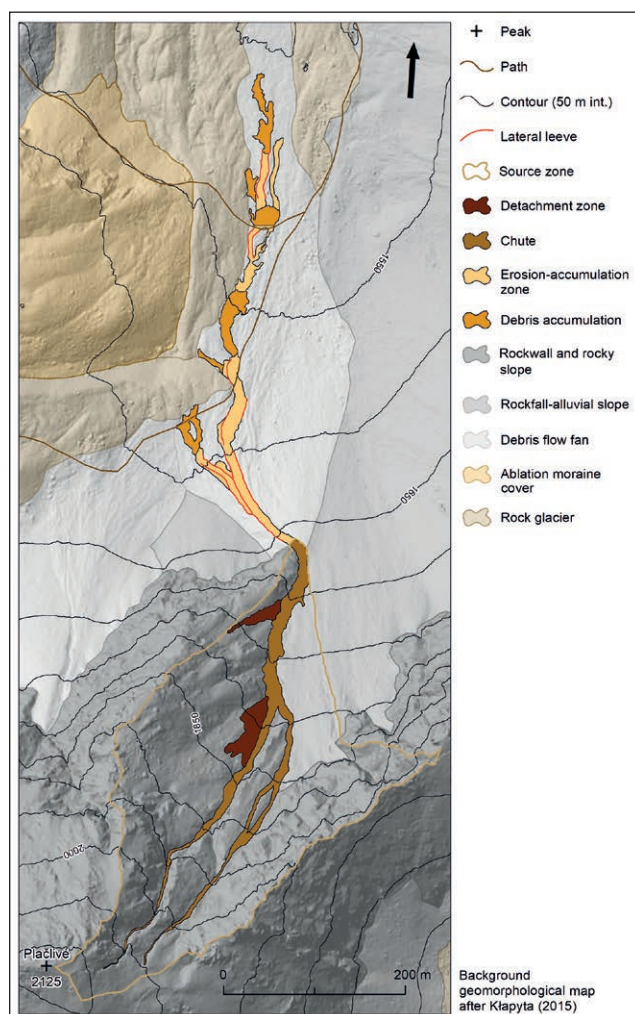 Peak
Path
Contour (50 m int.)
Lateral leeve
Source zone
Detachment zone
Chute
Erosion-accumulation
zone
Debris accumulation
Rockwall and rocky
slope
Rockfall-alluvial slope
Debris flow fan
Ablation moraine
cover
Rock glacier
1550
1650
1850
2000
Placlivé
2125
0
200 m
Background
geomorphological map
after Kłapyta (2015)